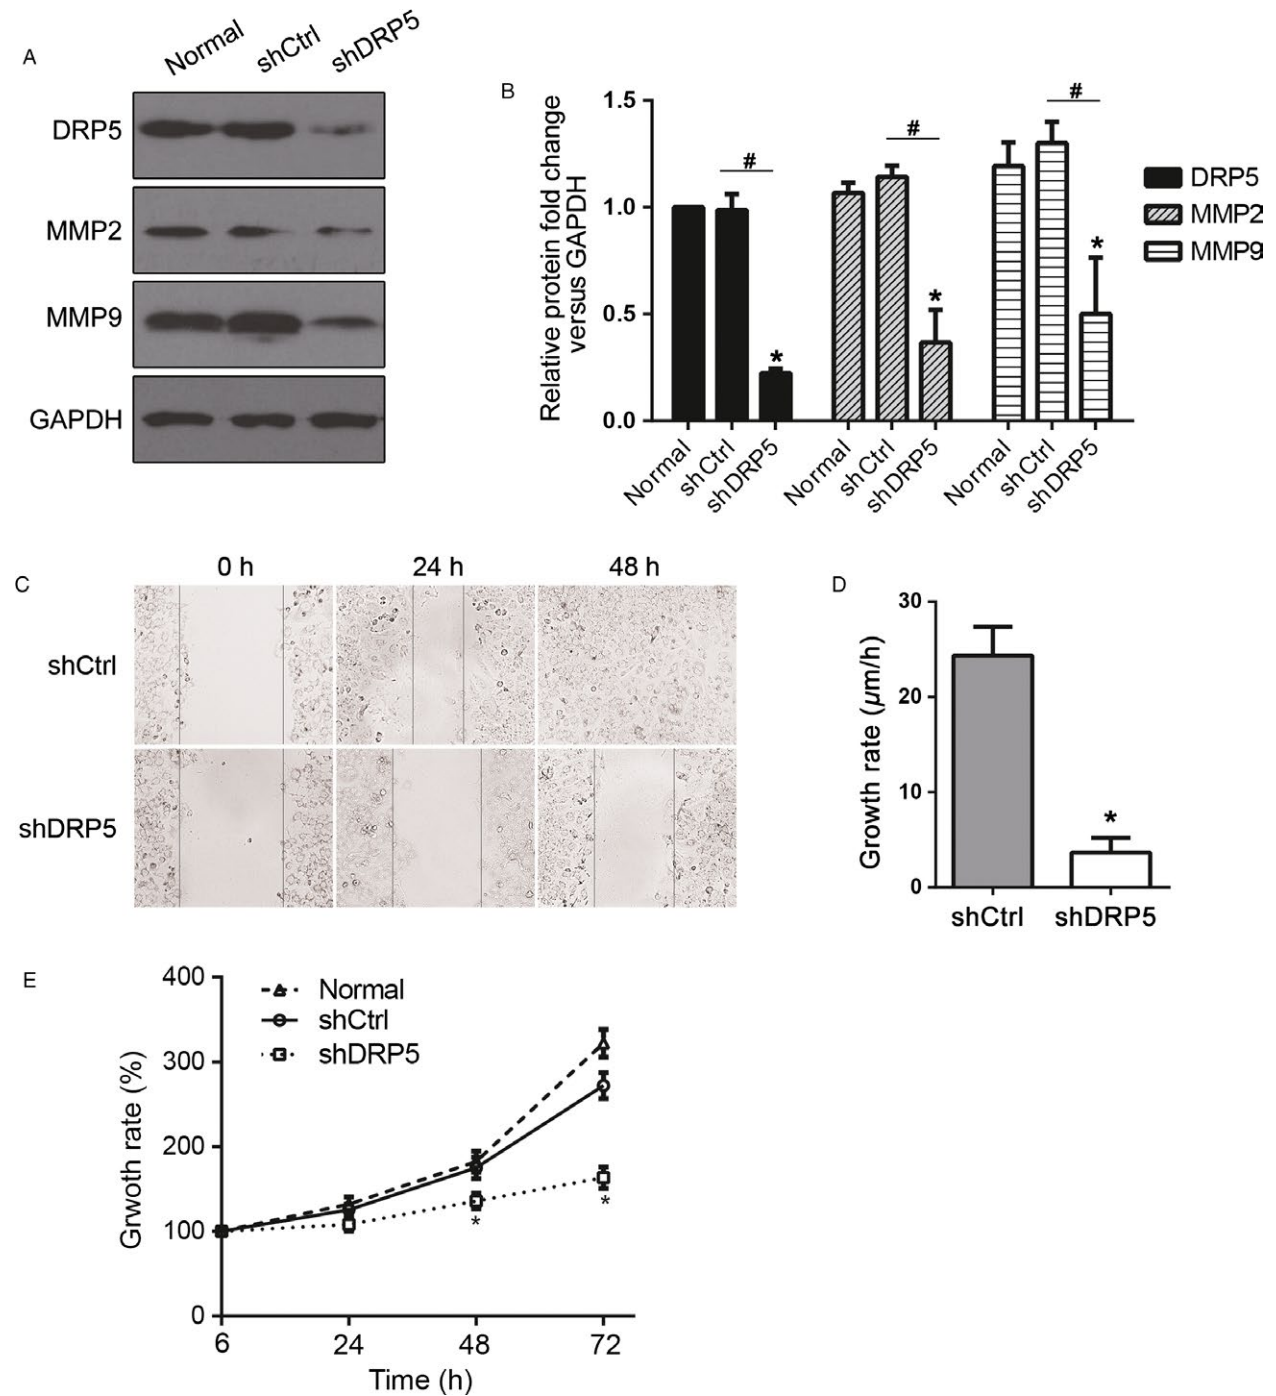 A
Normal
shCtrl
shDRP5
DRP5
MMP2
MMP9
GAPDH
B
Relative protein fold change
versus GAPDH
1.5
1.0
0.5
0.0
#
#
#
*
*
*
Normal
shCtrl
shDRP5
Normal
shCtrl
shDRP5
Normal
shCtrl
shDRP5
DRP5
MMP2
MMP9
C
0 h
24 h
48 h
shCtrl
shDRP5
D
Growth rate (µm/h)
30
20
10
0
*
shCtrl
shDRP5
E
Grwoth rate (%)
400
300
200
100
0
Normal
shCtrl
shDRP5
*
*
6
24
48
72
Time (h)